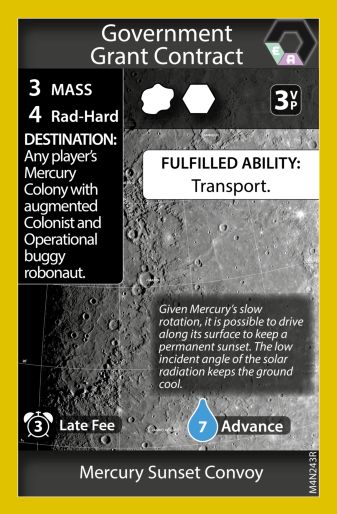 Government
Grant Contract
E A
3 MASS
4 Rad-Hard
3 VP
DESTINATION:
Any player's
Mercury
Colony with
augmented
Colonist and
Operational
buggy
robonaut.
FULFILLED ABILITY:
Transport.
Given Mercury's slow
rotation, it is possible to drive
along its surface to keep a
permanent sunset. The low
incident angle of the solar
radiation keeps the ground
cool.
3 Late Fee
7 Advance
Mercury Sunset Convoy
M4N243R